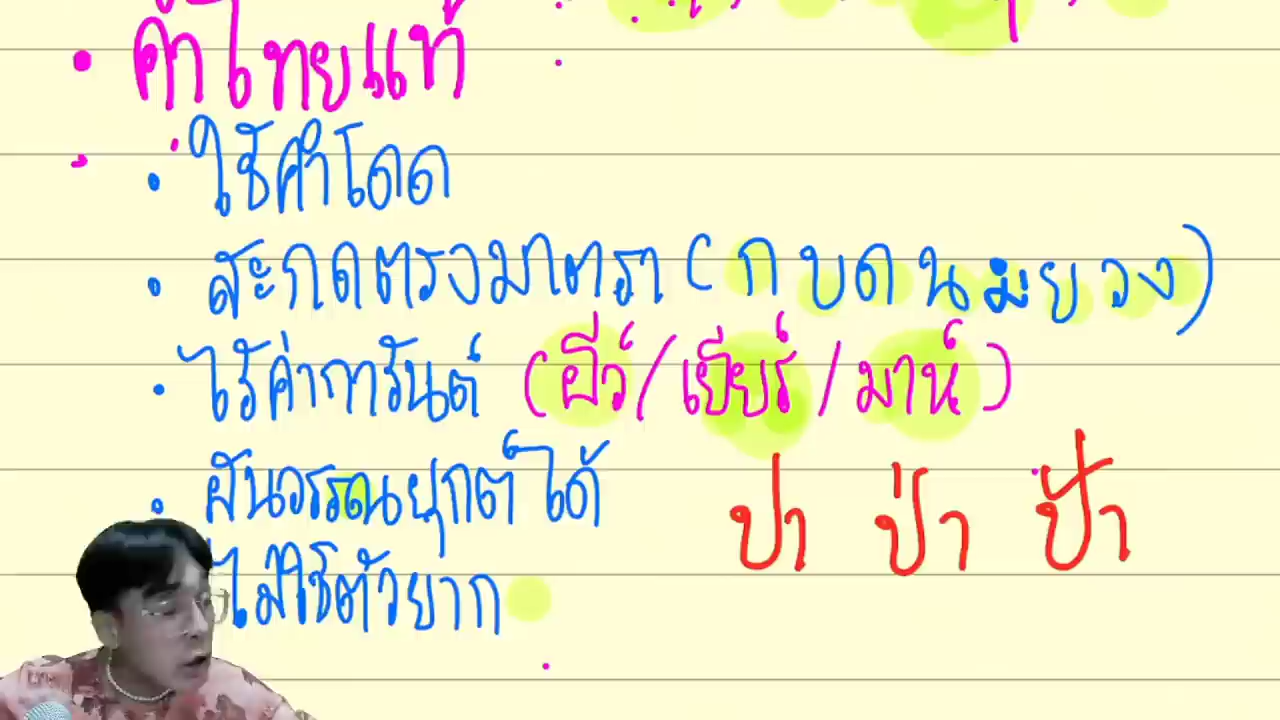 • คำไทยแท้
• ใช้คำโดด
• สะกดตรงมาตรา (ก บ ด น ม ย ว ง)
• ไร้ค่าการันต์ (ผีว์/เยียร์/มาห์)
• ผันวรรณยุกต์ได้ ปา ป่า ป้า
ไม่ใช้ตัวยาก